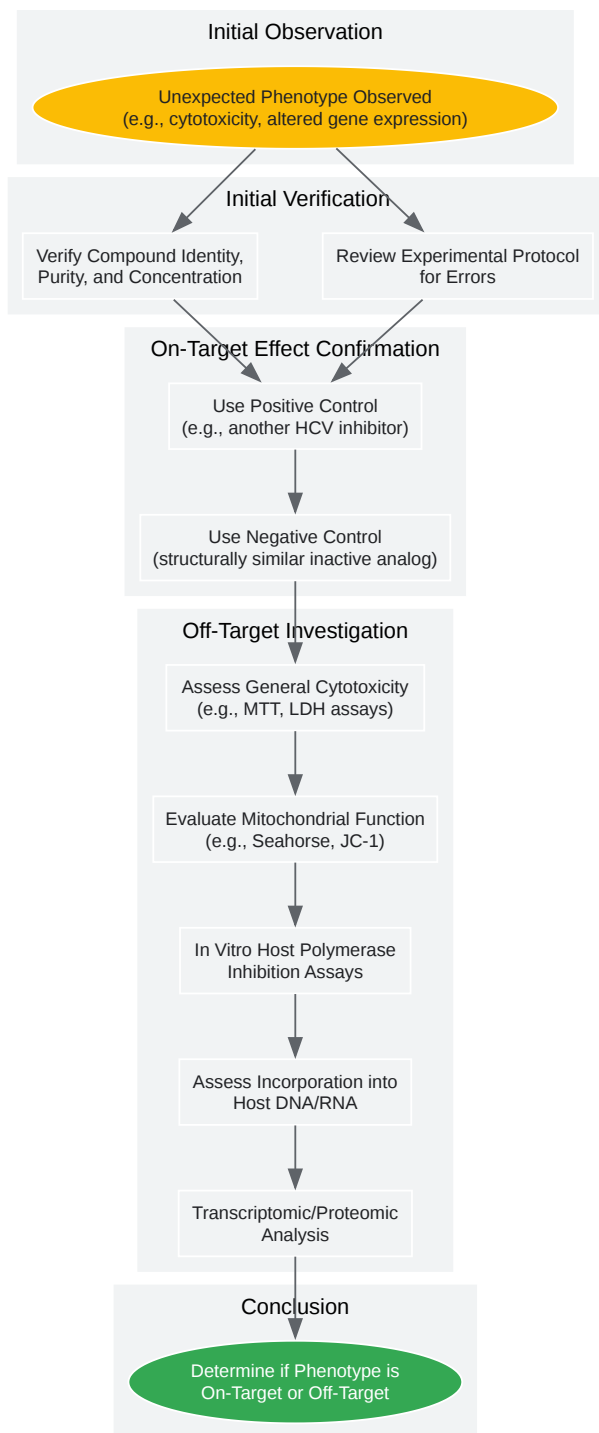 Initial Observation
Unexpected Phenotype Observed
(e.g., cytotoxicity, altered gene expression)
Initial Verification
Verify Compound Identity,
Purity, and Concentration
Review Experimental Protocol
for Errors
On-Target Effect Confirmation
Use Positive Control
(e.g., another HCV inhibitor)
Use Negative Control
(structurally similar inactive analog)
Off-Target Investigation
Assess General Cytotoxicity
(e.g., MTT, LDH assays)
Evaluate Mitochondrial Function
(e.g., Seahorse, JC-1)
In Vitro Host Polymerase
Inhibition Assays
Assess Incorporation into
Host DNA/RNA
Transcriptomic/Proteomic
Analysis
Conclusion
Determine if Phenotype is
On-Target or Off-Target